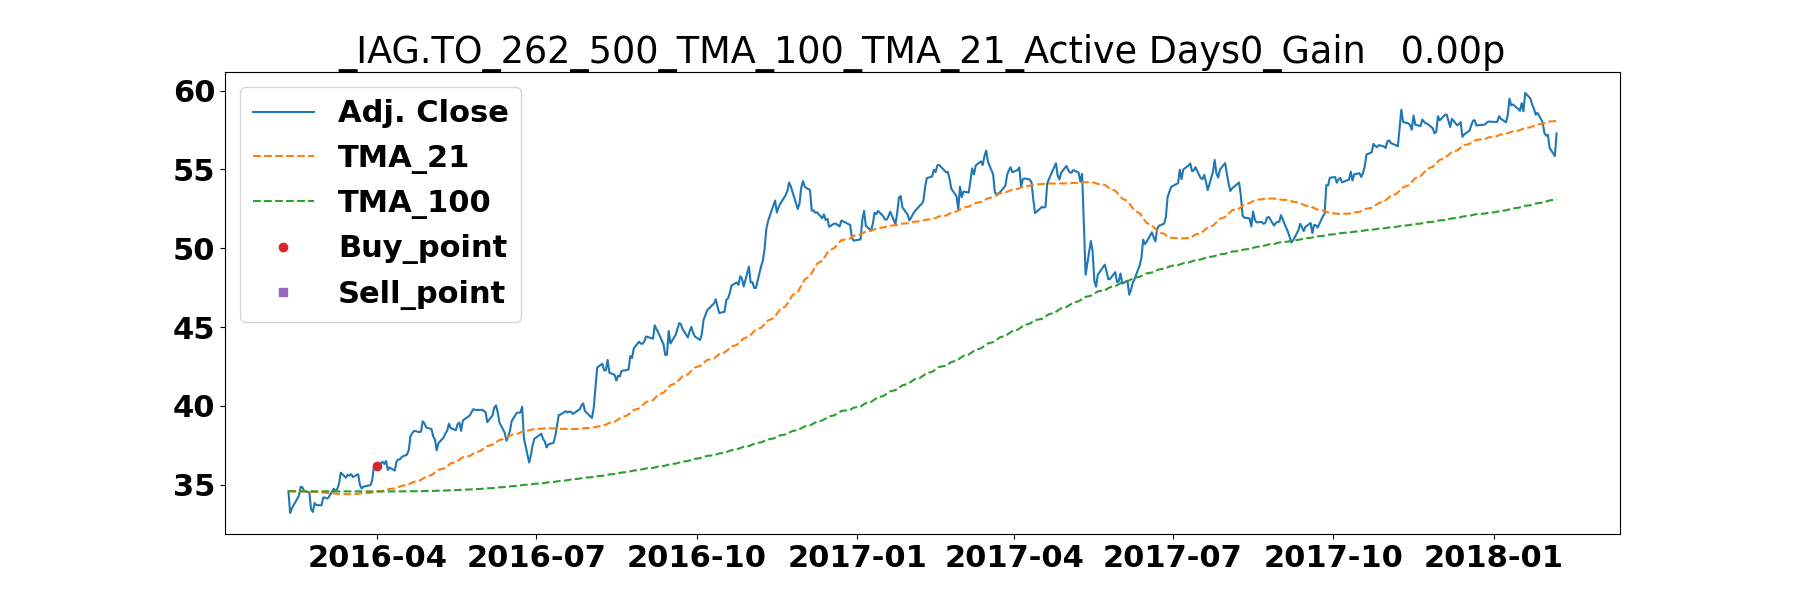 _IAG.TO_262_500_TMA_100_TMA_21_Active Days0_Gain   0.00p
60
55
50
45
40
35
Adj. Close
TMA_21
TMA_100
Buy_point
Sell_point
2016-04 2016-07 2016-10 2017-01 2017-04 2017-07 2017-10 2018-01